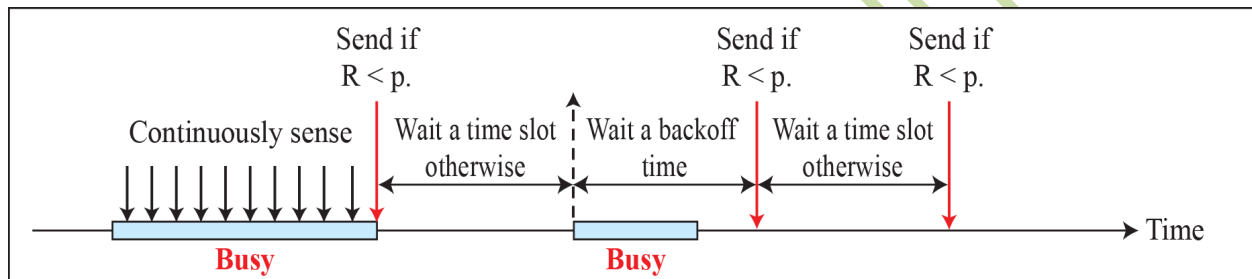 Send if
R < p.
Send if
R < p.
Send if
R < p.
Continuously sense
Wait a time slot
otherwise
Wait a backoff
time
Wait a time slot
otherwise
Time
Busy
Busy